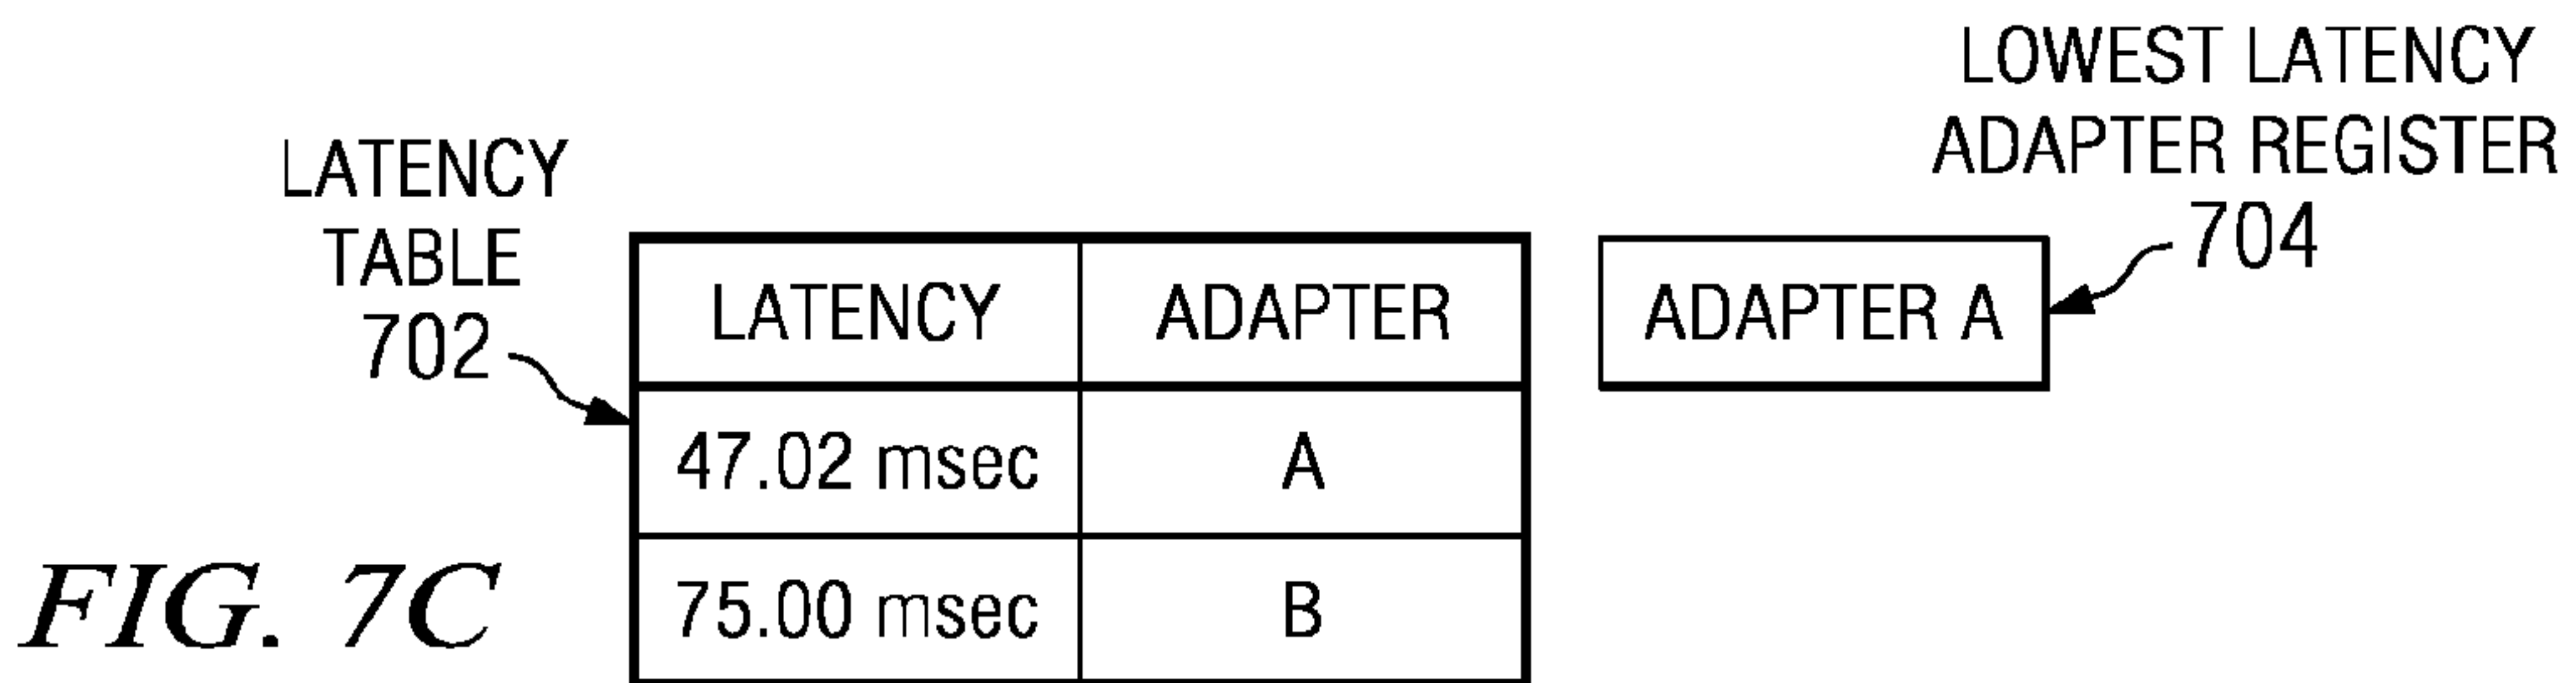 LOWEST LATENCY
ADAPTER REGISTER
704
LATENCY
TABLE
702
LATENCY ADAPTER
47.02 msec A
75.00 msec B
ADAPTER A
FIG. 7C